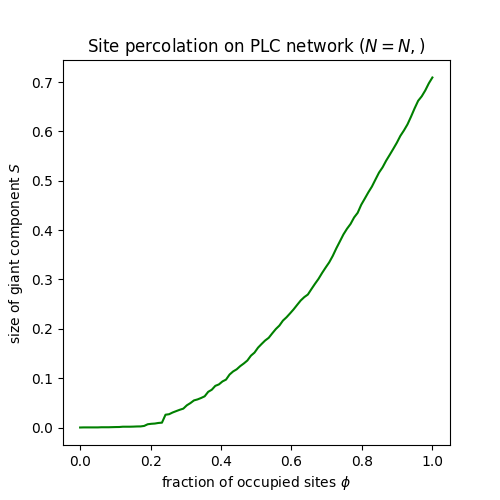 Site percolation on PLC network (N = N, )
size of giant component S
0.7
0.6
0.5
0.4
0.3
0.2
0.1
0.0
0.0 0.2 0.4 0.6 0.8 1.0
fraction of occupied sites ϕ